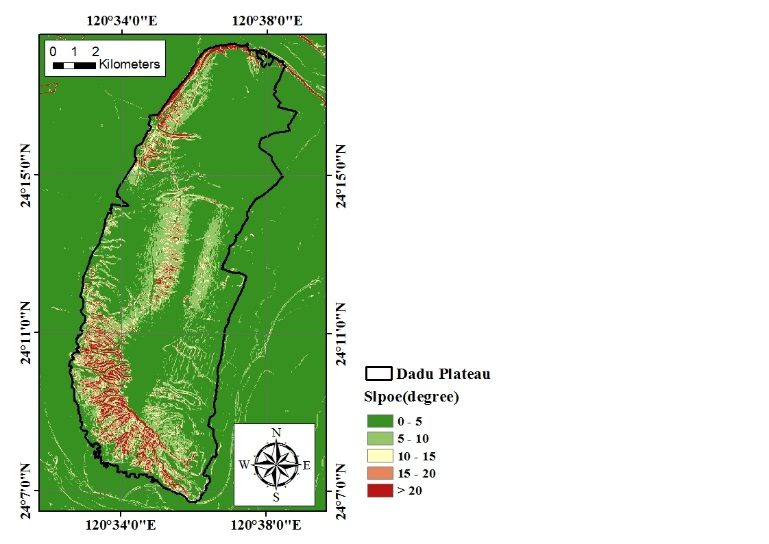 120°34'0"E 120°38'0"E
0 1 2
Kilometers
24°15'0"N 24°15'0"N
24°11'0"N 24°11'0"N
24°7'0"N 24°7'0"N
N
W E
S
120°34'0"E 120°38'0"E
Dadu Plateau
Slpoe(degree)
0 - 5
5 - 10
10 - 15
15 - 20
> 20